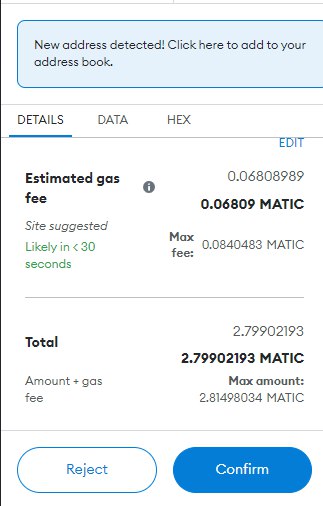 New address detected! Click here to add to your
address book.
DETAILS DATA HEX
EDIT
Estimated gas
fee
0.06808989
0.06809 MATIC
Site suggested
Likely in < 30
seconds
Max
fee:
0.0840483 MATIC
2.79902193
Total
2.79902193 MATIC
Amount + gas
fee
Max amount:
2.81498034 MATIC
Reject Confirm